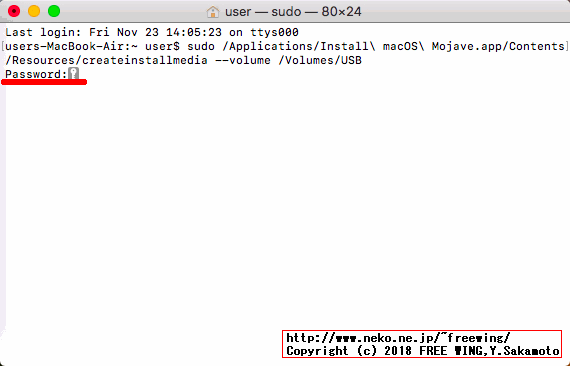 user — sudo — 80×24
Last login: Fri Nov 23 14:05:23 on ttys000
[users-MacBook-Air:~ user$ sudo /Applications/Install\ macOS\ Mojave.app/Contents]
/Resources/createinstallmedia --volume /Volumes/USB
Password:
http://www.neko.ne.jp/~freewing/
Copyright (c) 2018 FREE WING,Y.Sakamoto